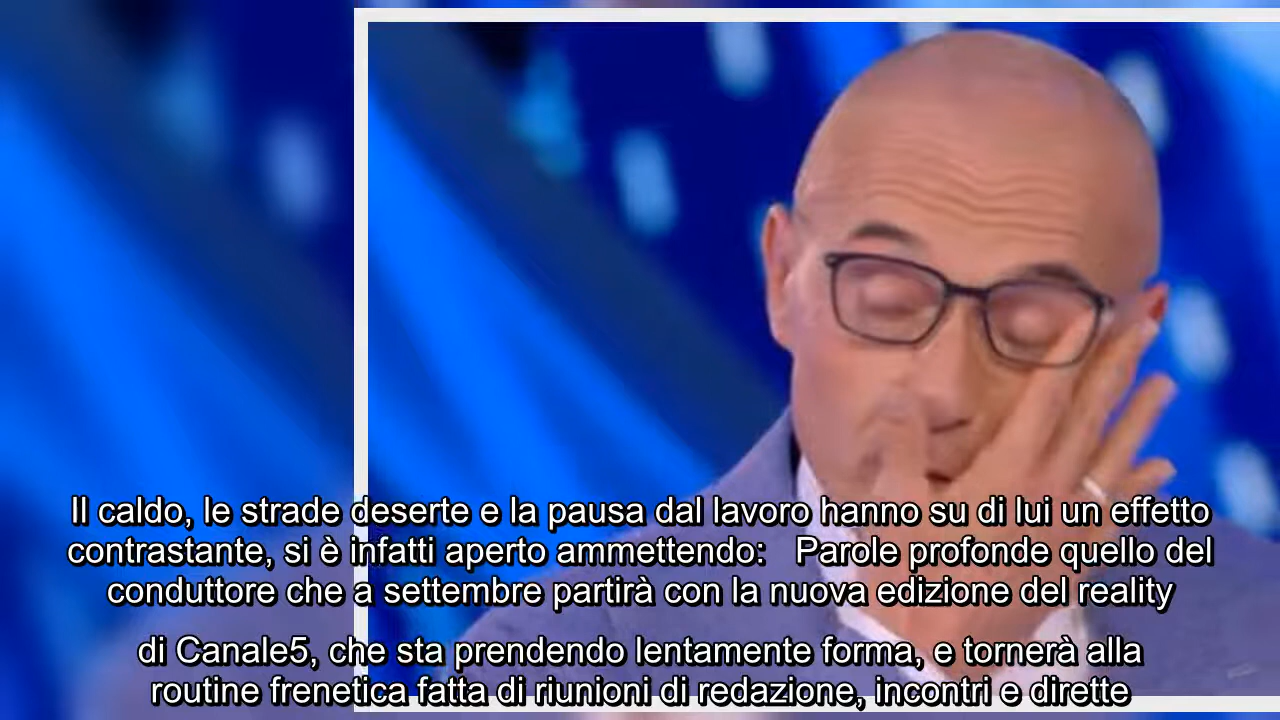 Il caldo, le strade deserte e la pausa dal lavoro hanno su di lui un effetto
contrastante, si è infatti aperto ammettendo:   Parole profonde quello del
conduttore che a settembre partirà con la nuova edizione del reality
di Canale5, che sta prendendo lentamente forma, e tornerà alla
routine frenetica fatta di riunioni di redazione, incontri e dirette